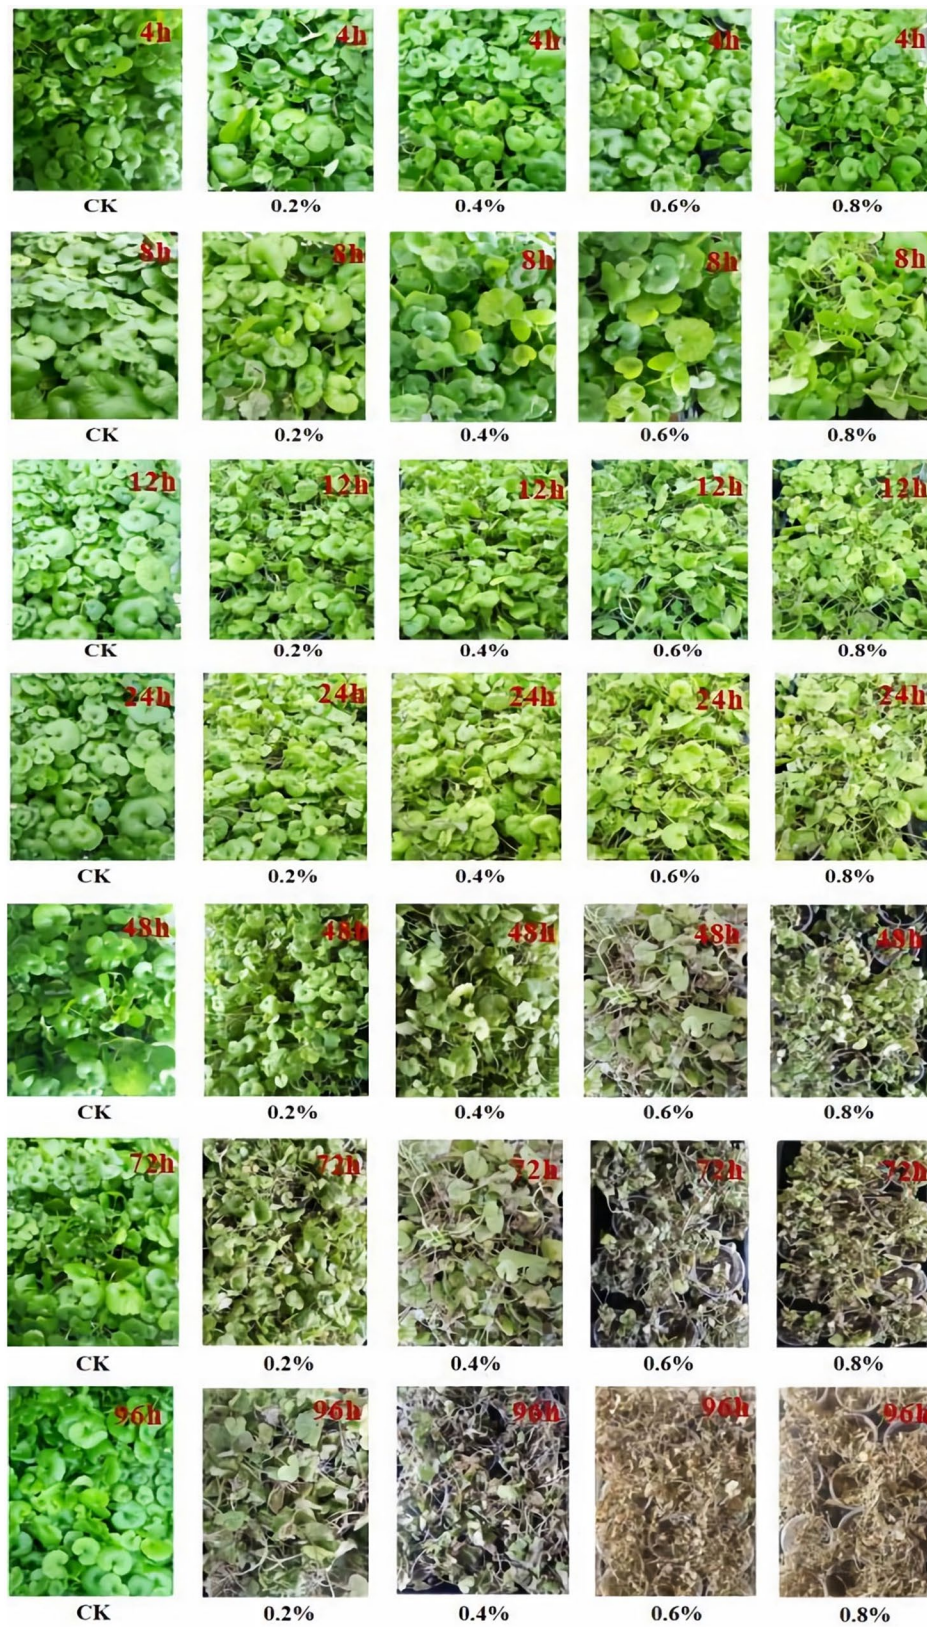 4h 4h 4h 4h 4h
CK 0.2% 0.4% 0.6% 0.8%
8h 8h 8h 8h 8h
CK 0.2% 0.4% 0.6% 0.8%
12h 12h 12h 12h 12h
CK 0.2% 0.4% 0.6% 0.8%
24h 24h 24h 24h 24h
CK 0.2% 0.4% 0.6% 0.8%
48h 48h 48h 48h 48h
CK 0.2% 0.4% 0.6% 0.8%
72h 72h 72h 72h 72h
CK 0.2% 0.4% 0.6% 0.8%
96h 96h 96h 96h 96h
CK 0.2% 0.4% 0.6% 0.8%